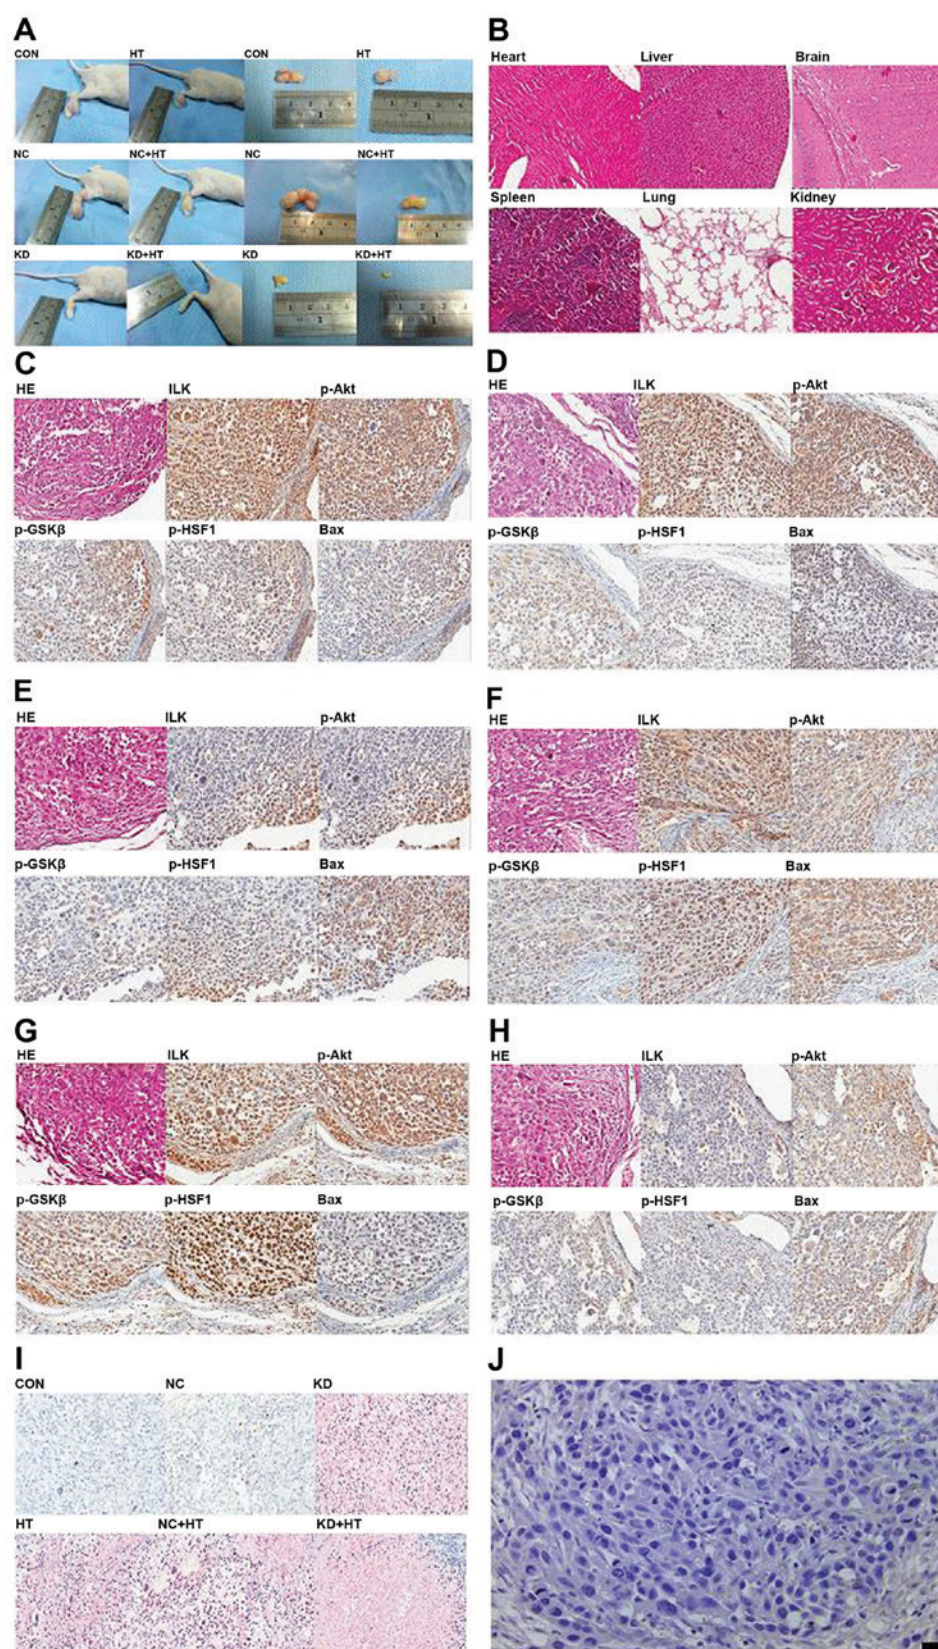 A
CON HT CON HT
NC NC+HT NC NC+HT
KD KD+HT KD KD+HT
B
Heart Liver Brain
Spleen Lung Kidney
C
HE ILK p-Akt
p-GSKβ p-HSF1 Bax
D
HE ILK p-Akt
p-GSKβ p-HSF1 Bax
E
HE ILK p-Akt
p-GSKβ p-HSF1 Bax
F
HE ILK p-Akt
p-GSKβ p-HSF1 Bax
G
HE ILK p-Akt
p-GSKβ p-HSF1 Bax
H
HE ILK p-Akt
p-GSKβ p-HSF1 Bax
I
CON NC KD
HT NC+HT KD+HT
J